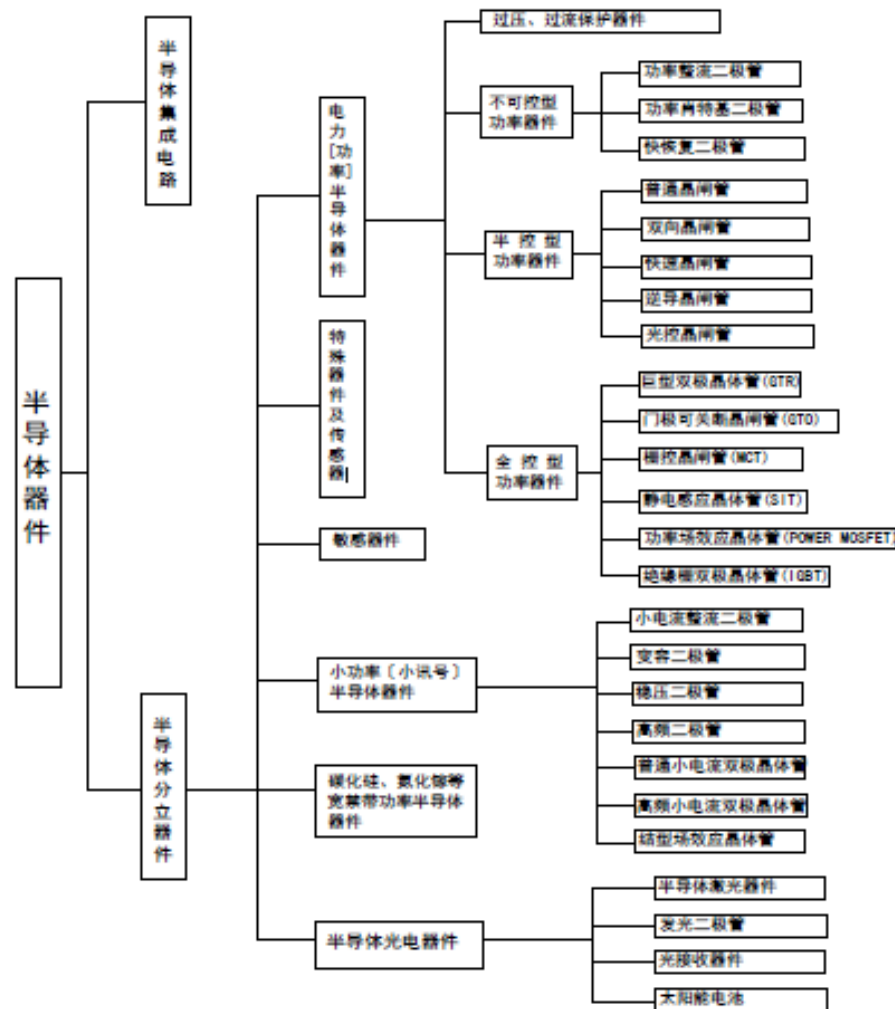 半导体器件
半导体集成电路
半导体分立器件
电力[功率]半导体器件
过压、过流保护器件
不可控型
功率器件
功率整流二极管
功率肖特基二极管
快恢复二极管
半控型
功率器件
普通晶闸管
双向晶闸管
快速晶闸管
逆导晶闸管
光控晶闸管
全控型
功率器件
巨型双极晶体管(GTR)
门极可关断晶闸管(GTO)
栅控晶闸管(MCT)
静电感应晶体管(SIT)
功率场效应晶体管(POWER MOSFET)
绝缘栅双极晶体管(IGBT)
特殊器件及传感器
敏感器件
小功率〔小讯号〕
半导体器件
小电流整流二极管
变容二极管
稳压二极管
高频二极管
普通小电流双极晶体管
高频小电流双极晶体管
结型场效应晶体管
碳化硅、氮化镓等
宽禁带功率半导体
器件
半导体光电器件
半导体激光器件
发光二极管
光接收器件
太阳能电池